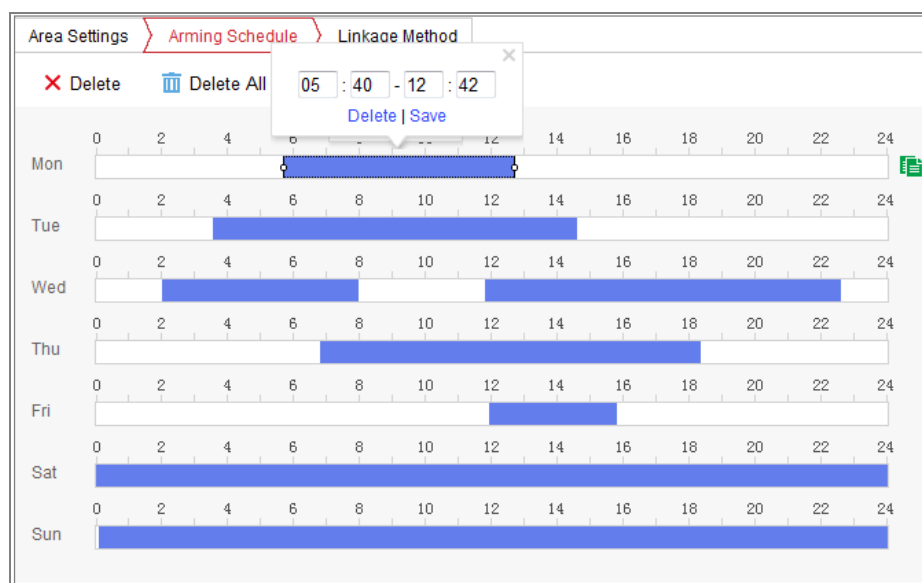 Area Settings Arming Schedule Linkage Method
Delete Delete All
05 : 40 - 12 : 42
Delete | Save
0 2 4 6 12 14 16 18 20 22 24
Mon
0 2 4 6 8 10 12 14 16 18 20 22 24
Tue
0 2 4 6 8 10 12 14 16 18 20 22 24
Wed
0 2 4 6 8 10 12 14 16 18 20 22 24
Thu
0 2 4 6 8 10 12 14 16 18 20 22 24
Fri
0 2 4 6 8 10 12 14 16 18 20 22 24
Sat
0 2 4 6 8 10 12 14 16 18 20 22 24
Sun